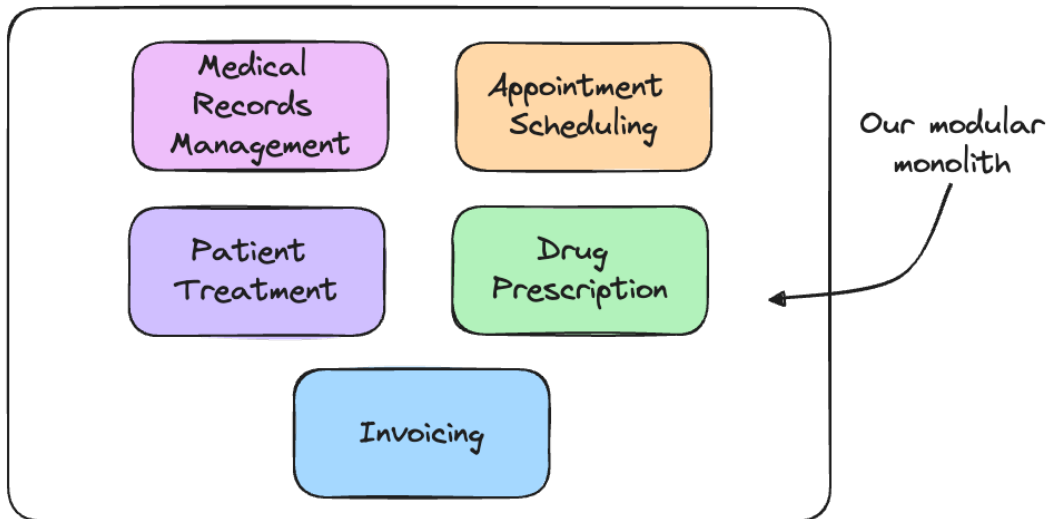 Medical
Records
Management
Appointment
Scheduling
Our modular
monolith
Patient
Treatment
Drug
Prescription
Invoicing